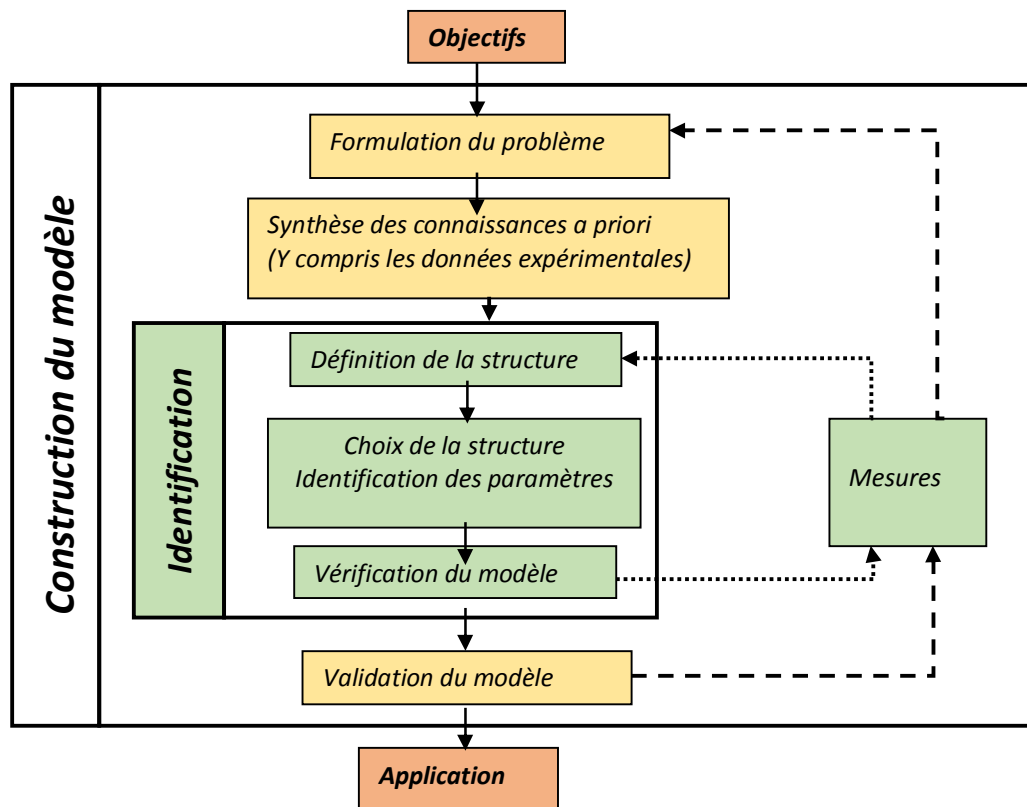 Objectifs
Construction du modèle
Formulation du problème
Synthèse des connaissances a priori
(Y compris les données expérimentales)
Identification
Définition de la structure
Choix de la structure
Identification des paramètres
Mesures
Vérification du modèle
Validation du modèle
Application